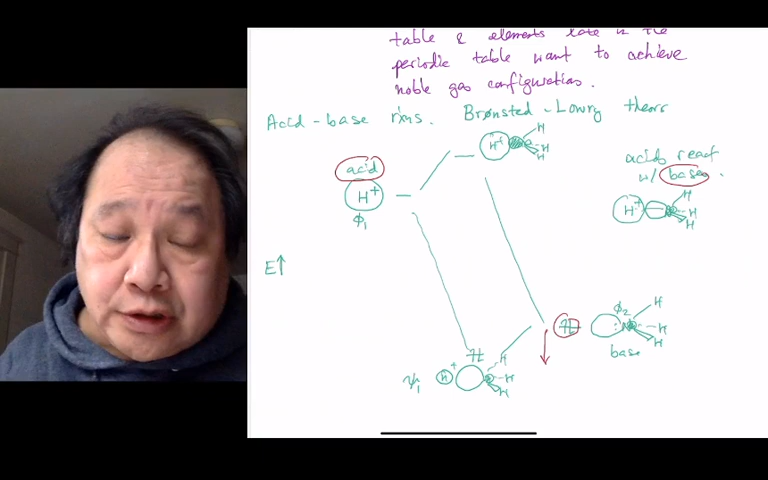 table & elements late in the
periodic table want to achieve
noble gas configurations.
Acid-base rxns. Brønsted-Lowry theory
acid
H+
ϕ1
H+ H H H
acids react
w/ base.
H+ H H H
E↑
ϕ2
H H H
base
ψ1 H+ H H H